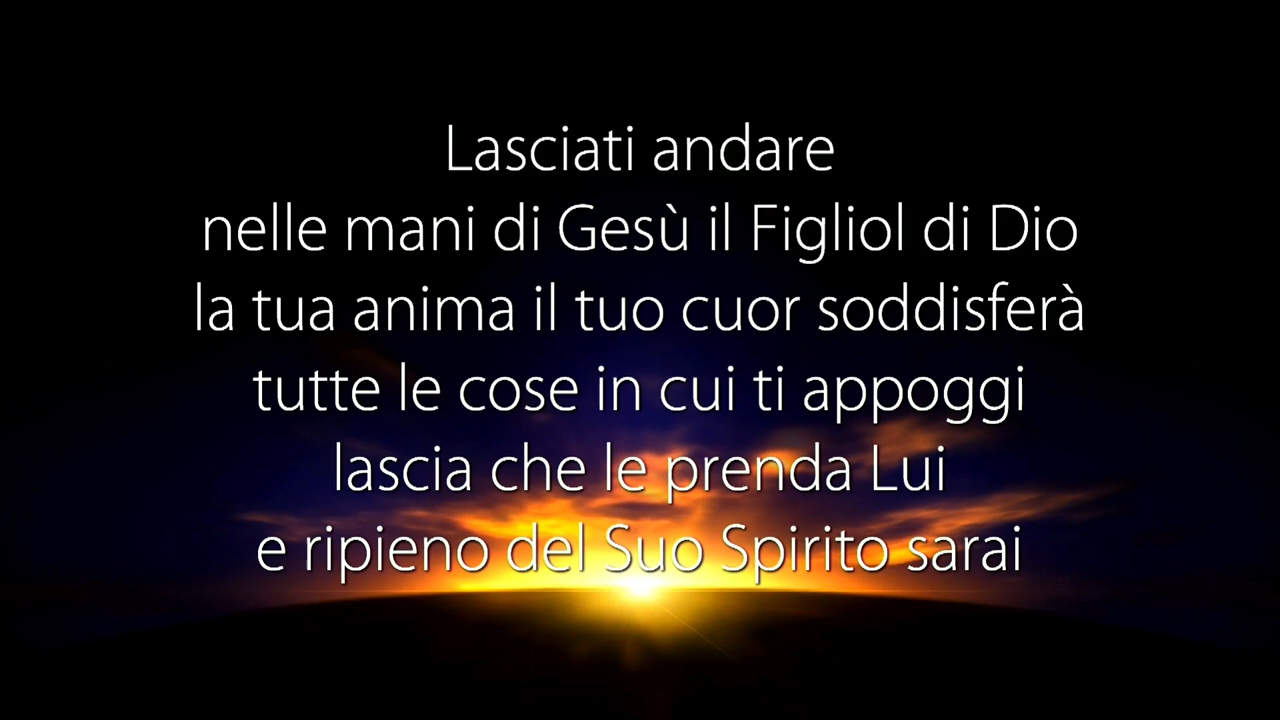 Lasciati andare
nelle mani di Gesù il Figliol di Dio
la tua anima il tuo cuor soddisferà
tutte le cose in cui ti appoggi
lascia che le prenda Lui
e ripieno del Suo Spirito sarai